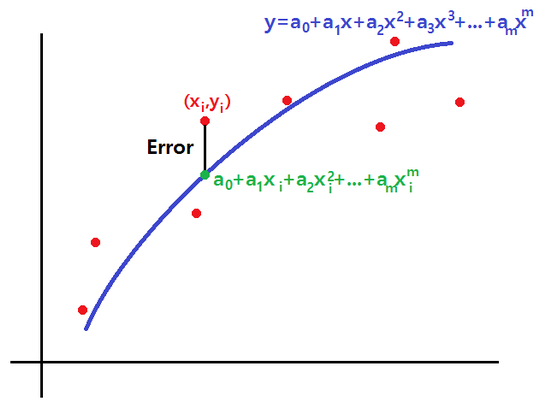 y=a₀+a₁x+a₂x²+a₃x³+...+aₘxᵐ
(xᵢ,yᵢ)
Error
a₀+a₁xᵢ+a₂xᵢ²+...+aₘxᵢᵐ